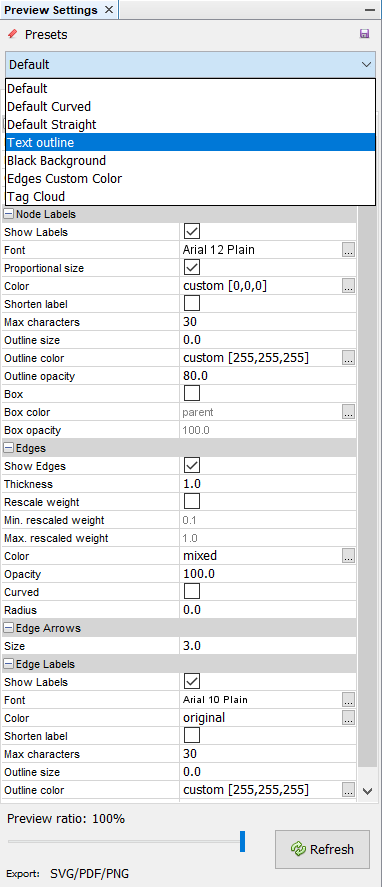 Preview Settings ×
Presets
Default
Default
Default Curved
Default Straight
Text outline
Black Background
Edges Custom Color
Tag Cloud
Node Labels
Show Labels
Font Arial 12 Plain ...
Proportional size
Color custom [0,0,0] ...
Shorten label
Max characters 30
Outline size 0.0
Outline color custom [255,255,255] ...
Outline opacity 80.0
Box
Box color parent ...
Box opacity 100.0
Edges
Show Edges
Thickness 1.0
Rescale weight
Min. rescaled weight 0.1
Max. rescaled weight 1.0
Color mixed ...
Opacity 100.0
Curved
Radius 0.0
Edge Arrows
Size 3.0
Edge Labels
Show Labels
Font Arial 10 Plain ...
Color original ...
Shorten label
Max characters 30
Outline size 0.0
Outline color custom [255,255,255] ...
Preview ratio: 100%
Refresh
Export: SVG/PDF/PNG